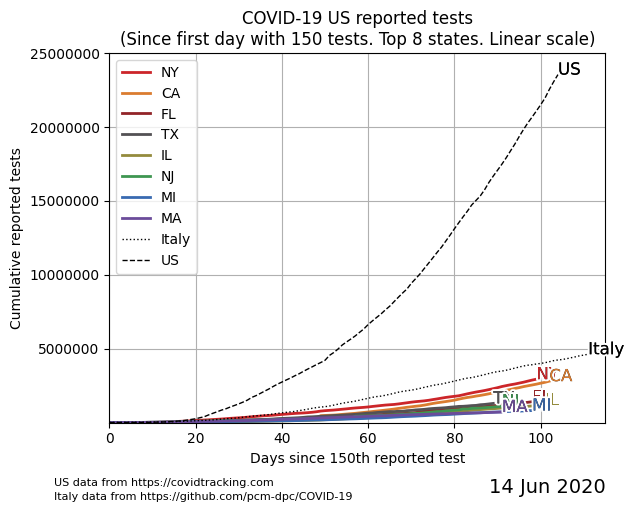 COVID-19 US reported tests
(Since first day with 150 tests. Top 8 states. Linear scale)
Cumulative reported tests
25000000
20000000
15000000
10000000
5000000
0
20
40
60
80
100
Days since 150th reported test
NY
CA
FL
TX
IL
NJ
MI
MA
Italy
US
US
Italy
CA
MI
MA
US data from https://covidtracking.com
Italy data from https://github.com/pcm-dpc/COVID-19
14 Jun 2020